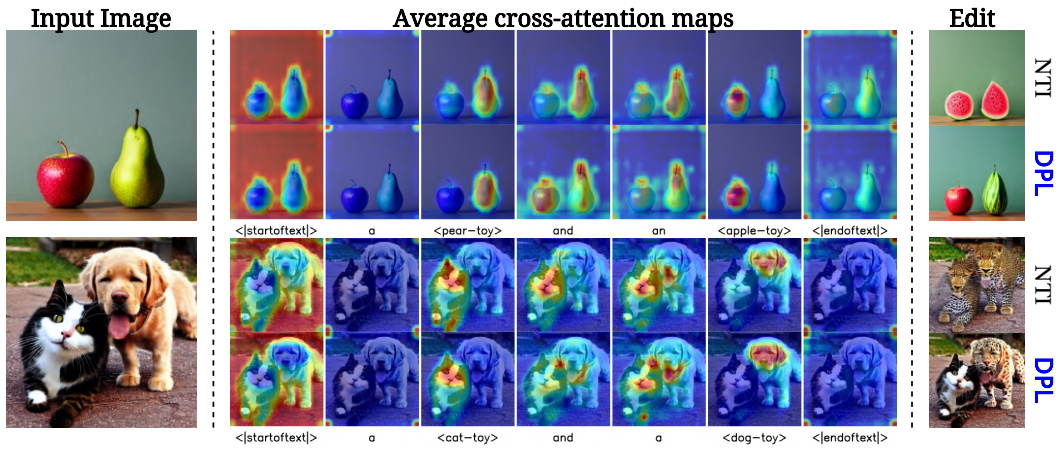 Input Image
Average cross-attention maps
Edit
NTI
DPL
<|startoftext|> a <pear-toy> and an <apple-toy> <|endoftext|>
NTI
DPL
<|startoftext|> a <cat-toy> and a <dog-toy> <|endoftext|>